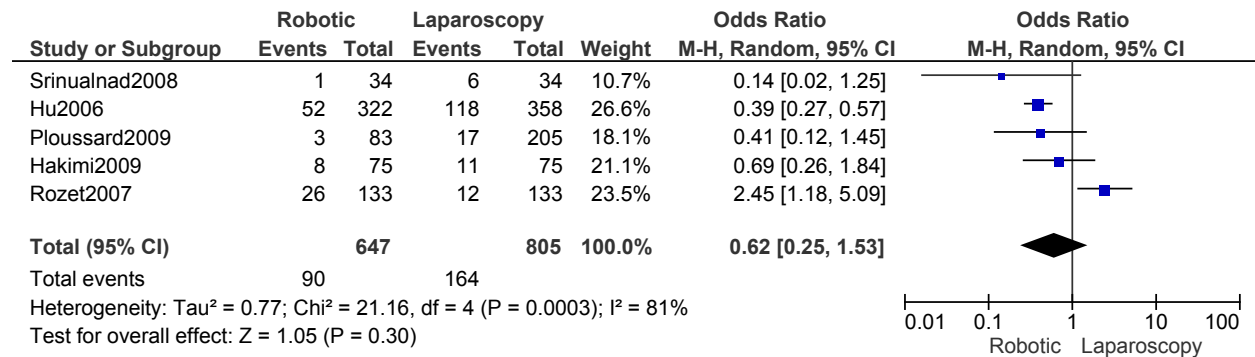 Robotic Laparoscopy Odds Ratio Odds Ratio
Study or Subgroup Events Total Events Total Weight M-H, Random, 95% CI M-H, Random, 95% CI
Srinualnad2008 1 34 6 34 10.7% 0.14 [0.02, 1.25]
Hu2006 52 322 118 358 26.6% 0.39 [0.27, 0.57]
Ploussard2009 3 83 17 205 18.1% 0.41 [0.12, 1.45]
Hakimi2009 8 75 11 75 21.1% 0.69 [0.26, 1.84]
Rozet2007 26 133 12 133 23.5% 2.45 [1.18, 5.09]
Total (95% CI) 647 805 100.0% 0.62 [0.25, 1.53]
Total events 90 164
Heterogeneity: Tau² = 0.77; Chi² = 21.16, df = 4 (P = 0.0003); I² = 81%
Test for overall effect: Z = 1.05 (P = 0.30)
0.01 0.1 1 10 100
Robotic Laparoscopy